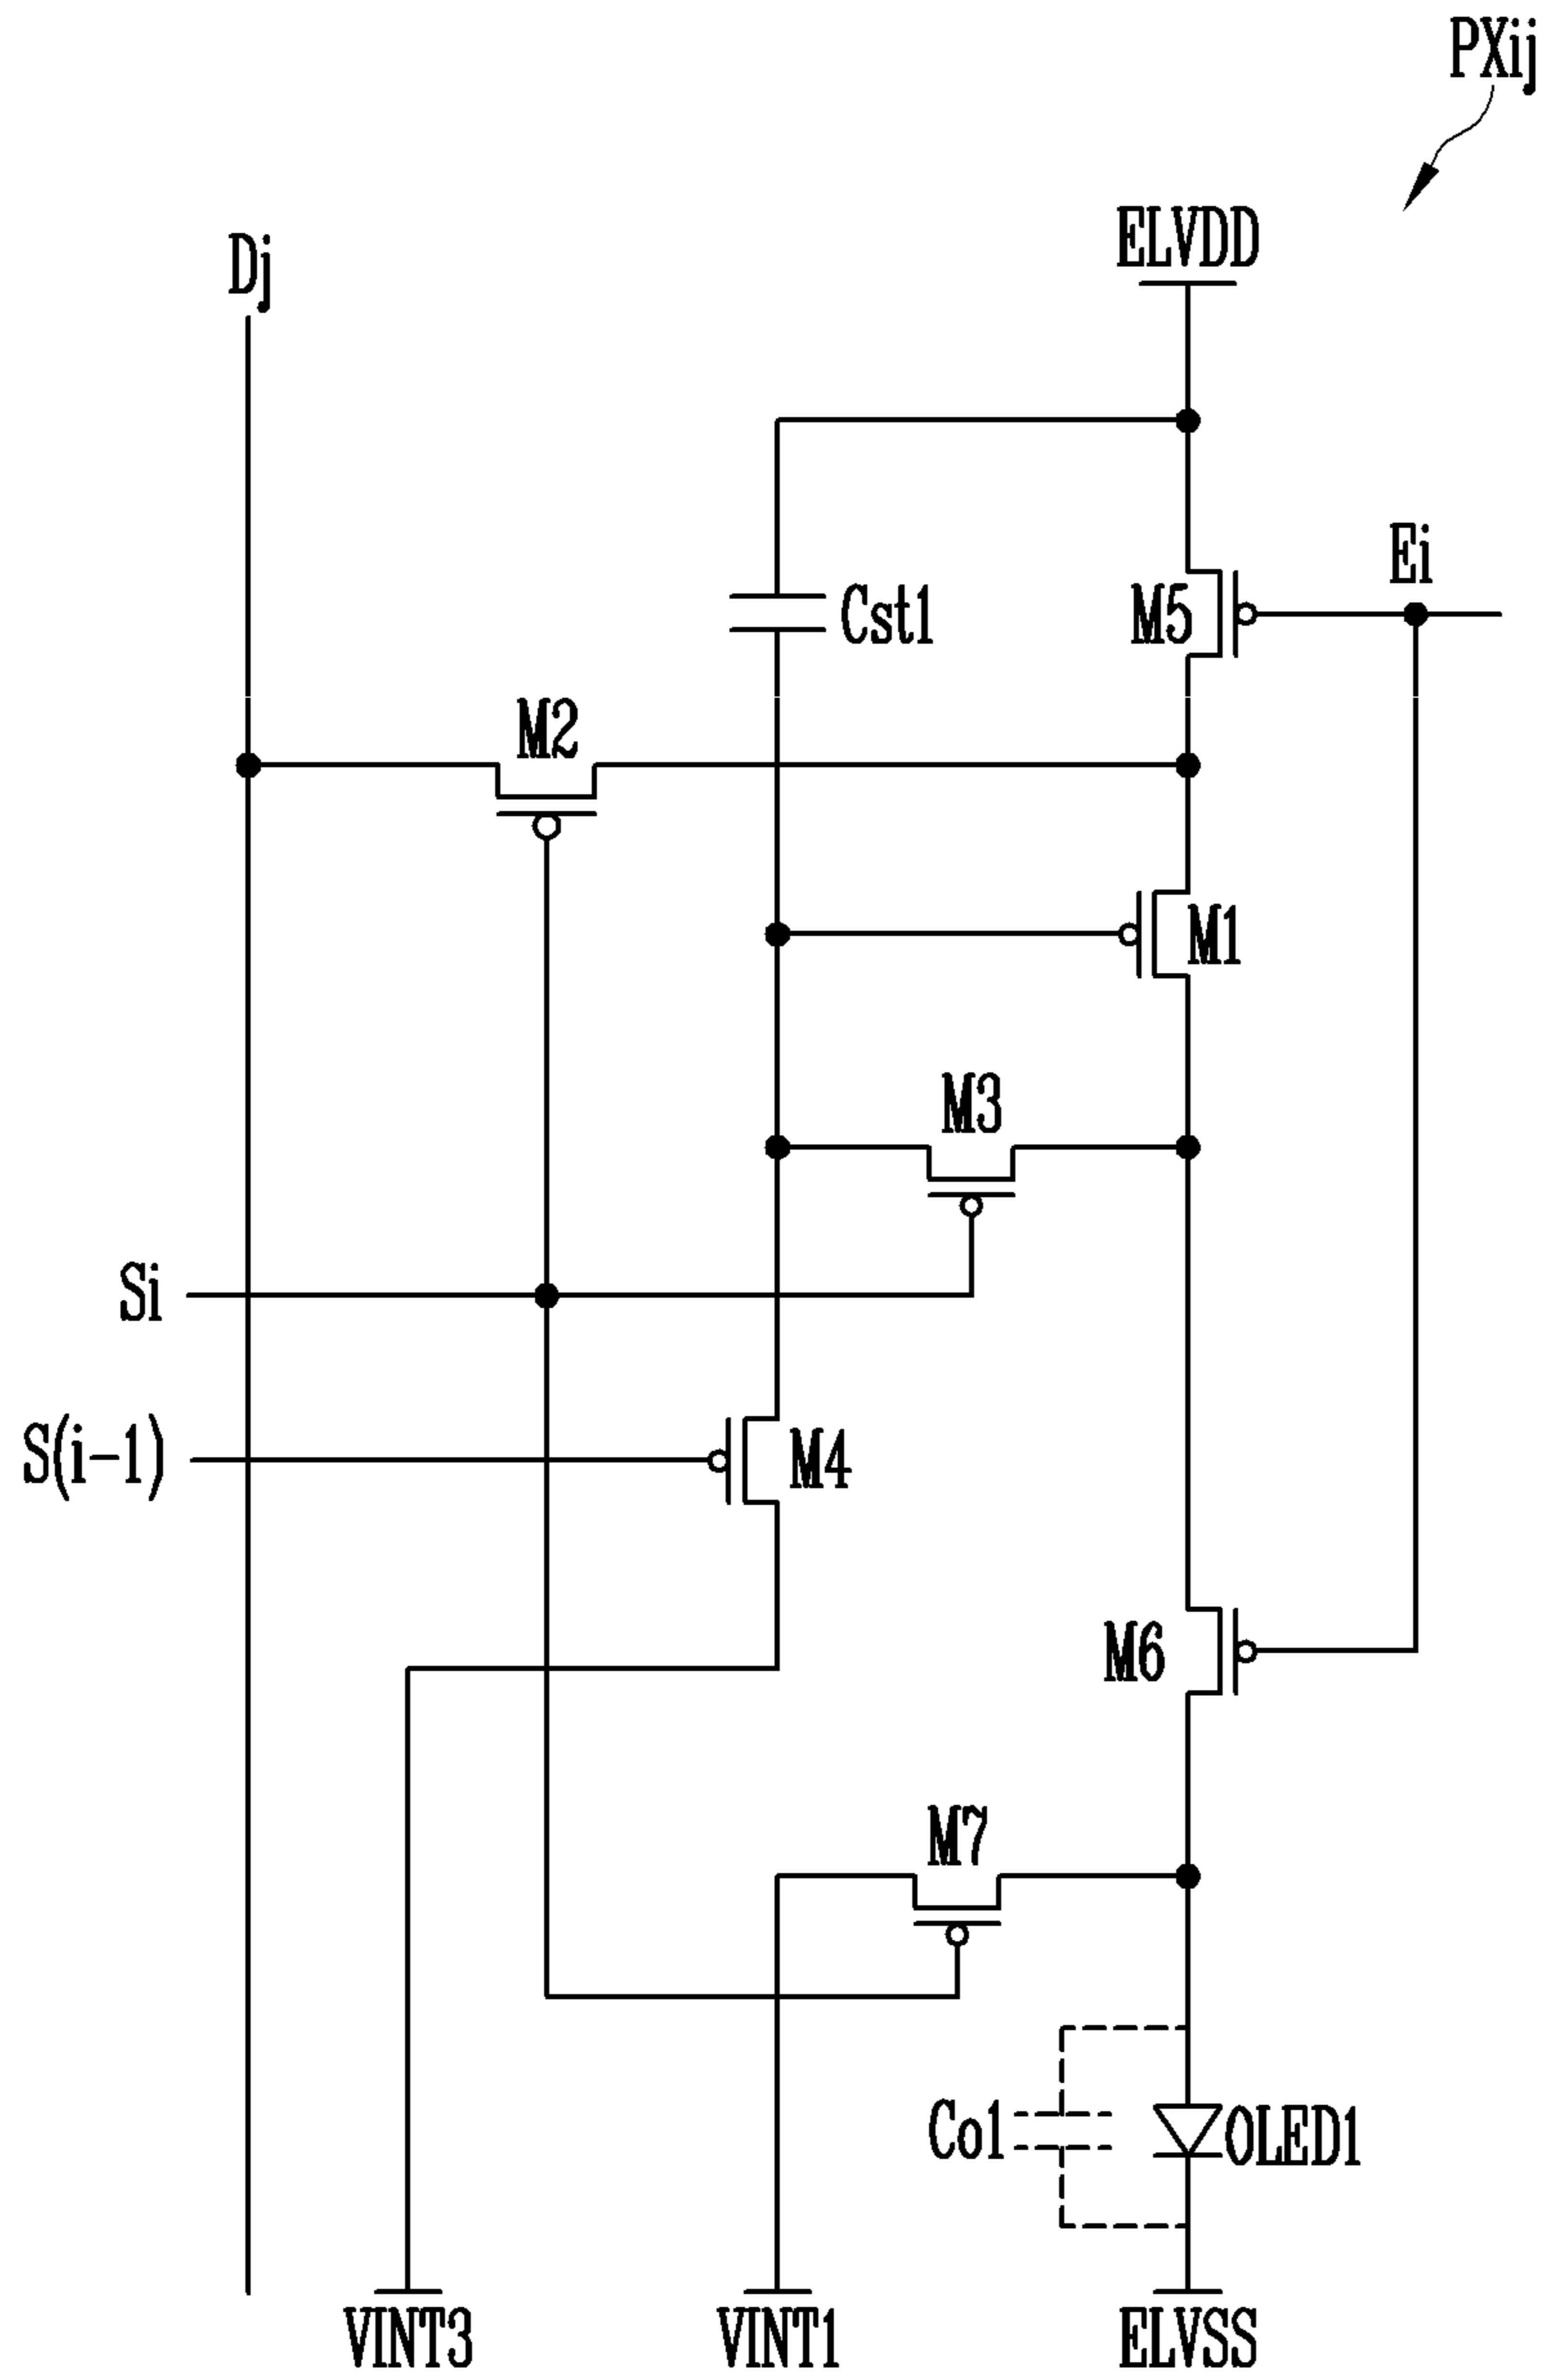 PXij
ELVDD
Dj
Ei
Cst1
M5
M2
M1
M3
Si
S(i-1)
M4
M6
M7
Co1
OLED1
VINT3
VINT1
ELVSS